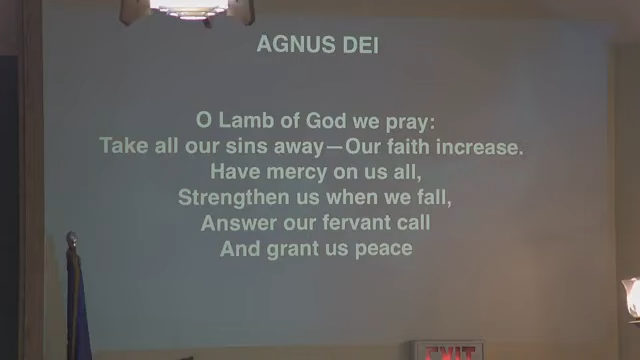 AGNUS DEI
O Lamb of God we pray:
Take all our sins away—Our faith increase.
Have mercy on us all,
Strengthen us when we fall,
Answer our fervant call
And grant us peace
EXIT